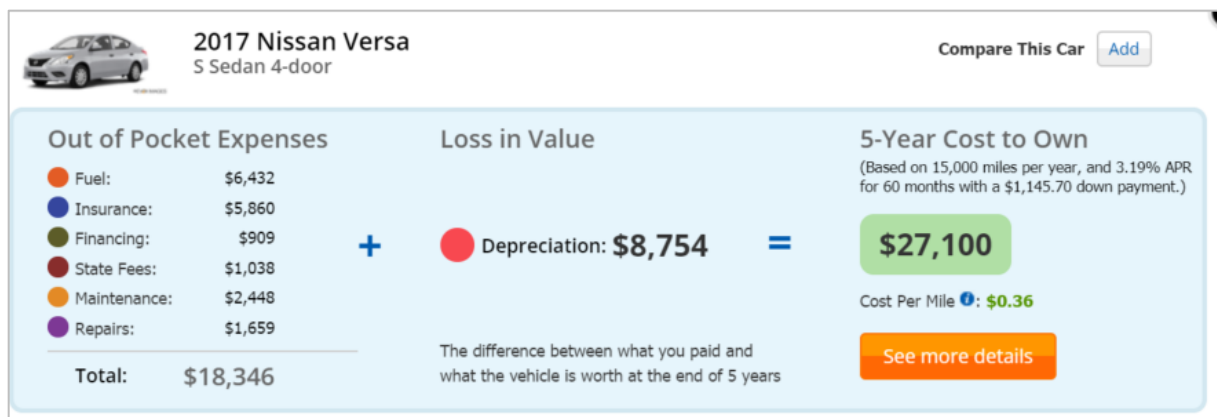 2017 Nissan Versa
S Sedan 4-door
Compare This Car Add
Out of Pocket Expenses
Fuel: $6,432
Insurance: $5,860
Financing: $909
State Fees: $1,038
Maintenance: $2,448
Repairs: $1,659
Total: $18,346
+
Loss in Value
Depreciation: $8,754
The difference between what you paid and
what the vehicle is worth at the end of 5 years
=
5-Year Cost to Own
(Based on 15,000 miles per year, and 3.19% APR
for 60 months with a $1,145.70 down payment.)
$27,100
Cost Per Mile i: $0.36
See more details